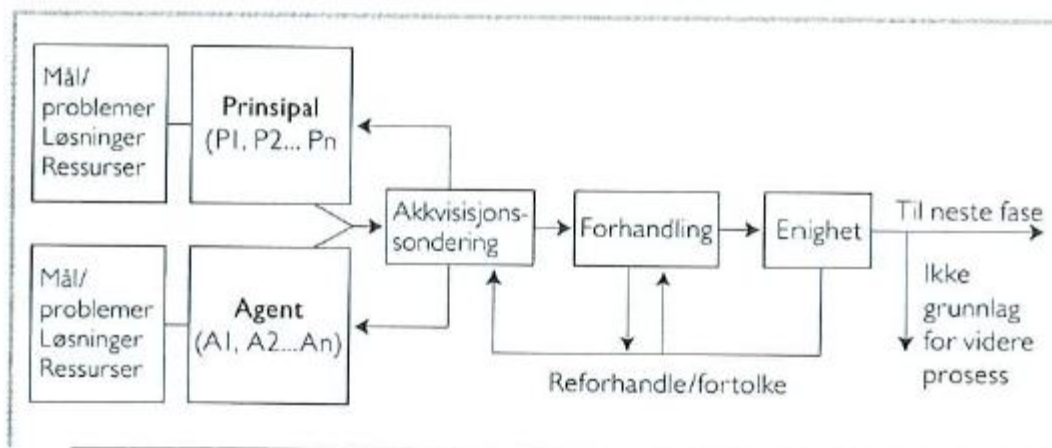 Mål/
problemer
Løsninger
Ressurser
Prinsipal
(P1, P2... Pn
Mål/
problemer
Løsninger
Ressurser
Agent
(A1, A2...An)
Akkvisisjons-
sondering
Forhandling
Enighet
Til neste fase
Ikke
grunnlag
for videre
prosess
Reforhandle/fortolke